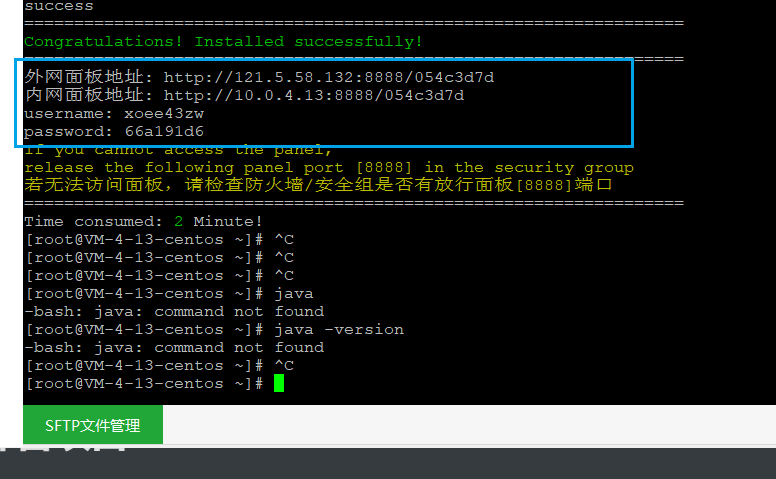 success
==================================================================
Congratulations! Installed successfully!
==================================================================
外网面板地址: http://121.5.58.132:8888/054c3d7d
内网面板地址: http://10.0.4.13:8888/054c3d7d
username: xoee43zw
password: 66a191d6
If you cannot access the panel,
release the following panel port [8888] in the security group
若无法访问面板，请检查防火墙/安全组是否有放行面板[8888]端口
==================================================================
Time consumed: 2 Minute!
[root@VM-4-13-centos ~]# ^C
[root@VM-4-13-centos ~]# ^C
[root@VM-4-13-centos ~]# ^C
[root@VM-4-13-centos ~]# java
-bash: java: command not found
[root@VM-4-13-centos ~]# java -version
-bash: java: command not found
[root@VM-4-13-centos ~]# ^C
[root@VM-4-13-centos ~]#
SFTP文件管理